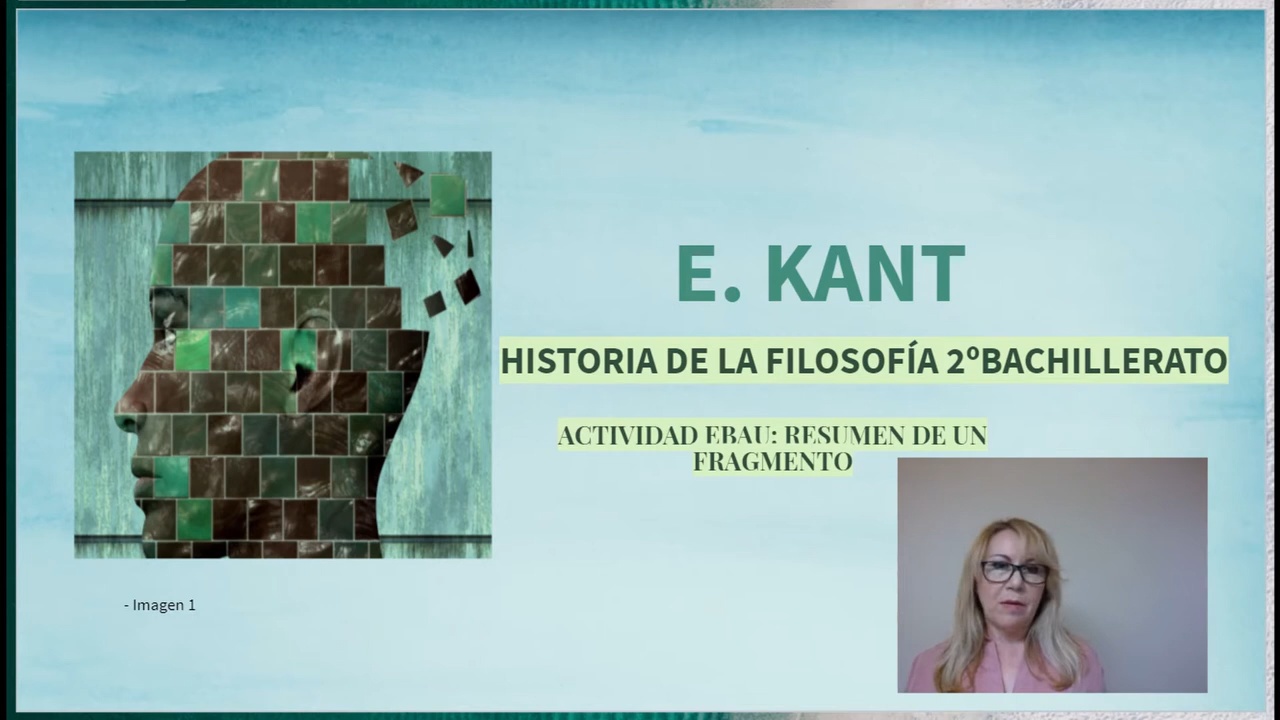 E. KANT
HISTORIA DE LA FILOSOFÍA 2ºBACHILLERATO
ACTIVIDAD EBAU: RESUMEN DE UN
FRAGMENTO
- Imagen 1